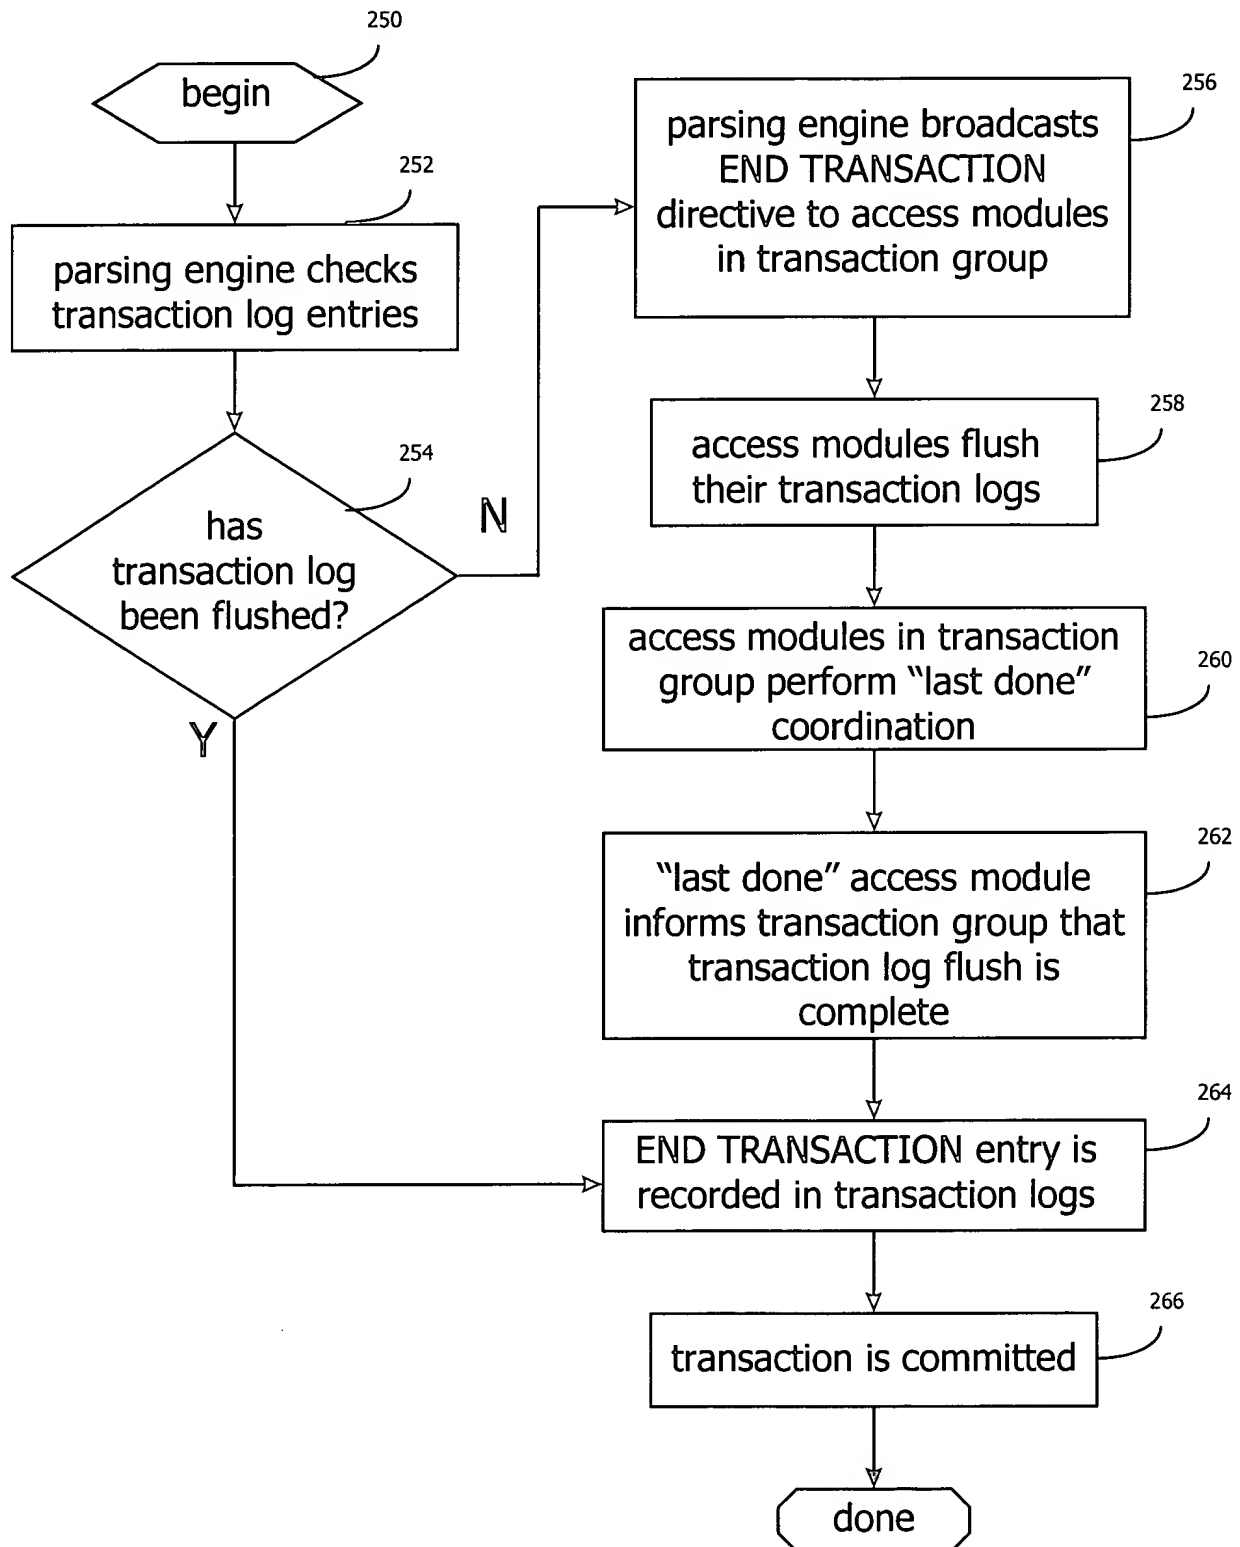 250
begin
252
parsing engine checks
transaction log entries
254
has
transaction log
been flushed?
N
Y
256
parsing engine broadcasts
END TRANSACTION
directive to access modules
in transaction group
258
access modules flush
their transaction logs
260
access modules in transaction
group perform “last done”
coordination
262
“last done” access module
informs transaction group that
transaction log flush is
complete
264
END TRANSACTION entry is
recorded in transaction logs
266
transaction is committed
done